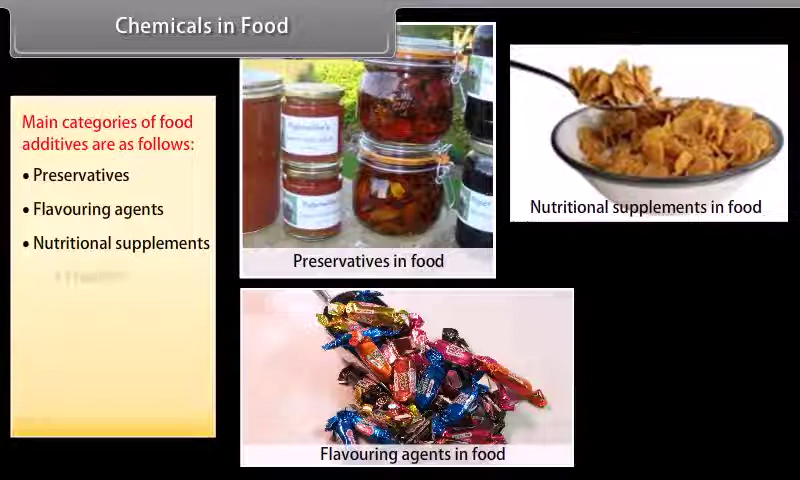 Chemicals in Food
Main categories of food
additives are as follows:
• Preservatives
• Flavouring agents
• Nutritional supplements
Preservatives in food
Nutritional supplements in food
Flavouring agents in food